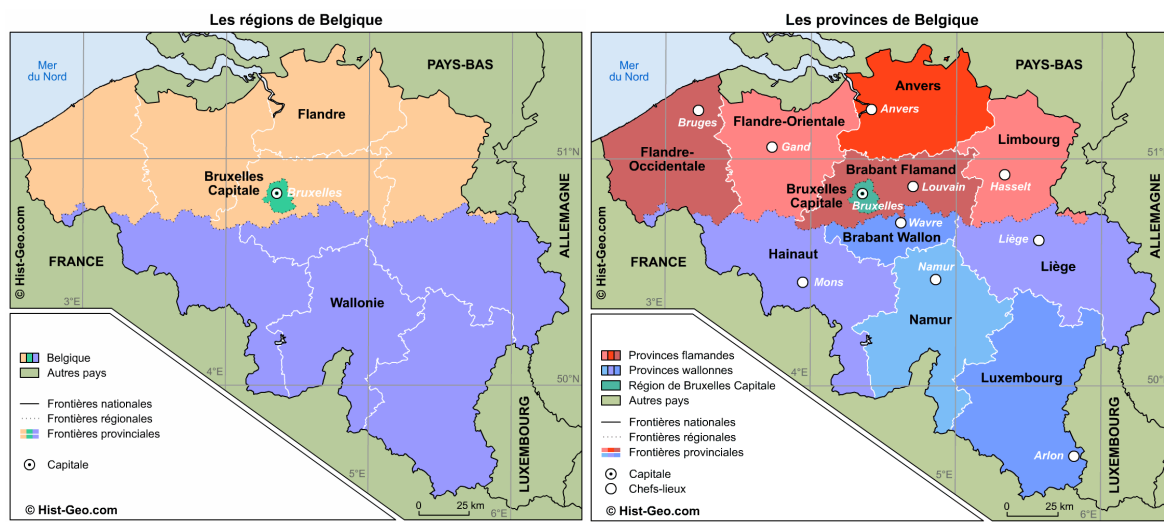 Les régions de Belgique
Mer
du Nord
PAYS-BAS
Flandre
Bruxelles
Capitale
Bruxelles
51°N
ALLEMAGNE
FRANCE
© Hist-Geo.com
3°E
Wallonie
Belgique
Autres pays
4°E
50°N
Frontières nationales
Frontières régionales
Frontières provinciales
LUXEMBOURG
Capitale
5°E
© Hist-Geo.com
0 25 km
6°E
Les provinces de Belgique
Mer
du Nord
PAYS-BAS
Anvers
Anvers
Bruges
Flandre-Orientale
Gand
Limbourg
Flandre-
Occidentale
51°N
Brabant Flamand
Louvain
Hasselt
Bruxelles
Capitale
Bruxelles
ALLEMAGNE
Wavre
Brabant Wallon
Liège
Hainaut
FRANCE
Namur
Liège
Mons
© Hist-Geo.com
3°E
Namur
Provinces flamandes
Provinces wallonnes
Région de Bruxelles Capitale
Autres pays
4°E
Luxembourg
50°N
Frontières nationales
Frontières régionales
Frontières provinciales
LUXEMBOURG
Arlon
Capitale
Chefs-lieux
5°E
© Hist-Geo.com
0 25 km
6°E